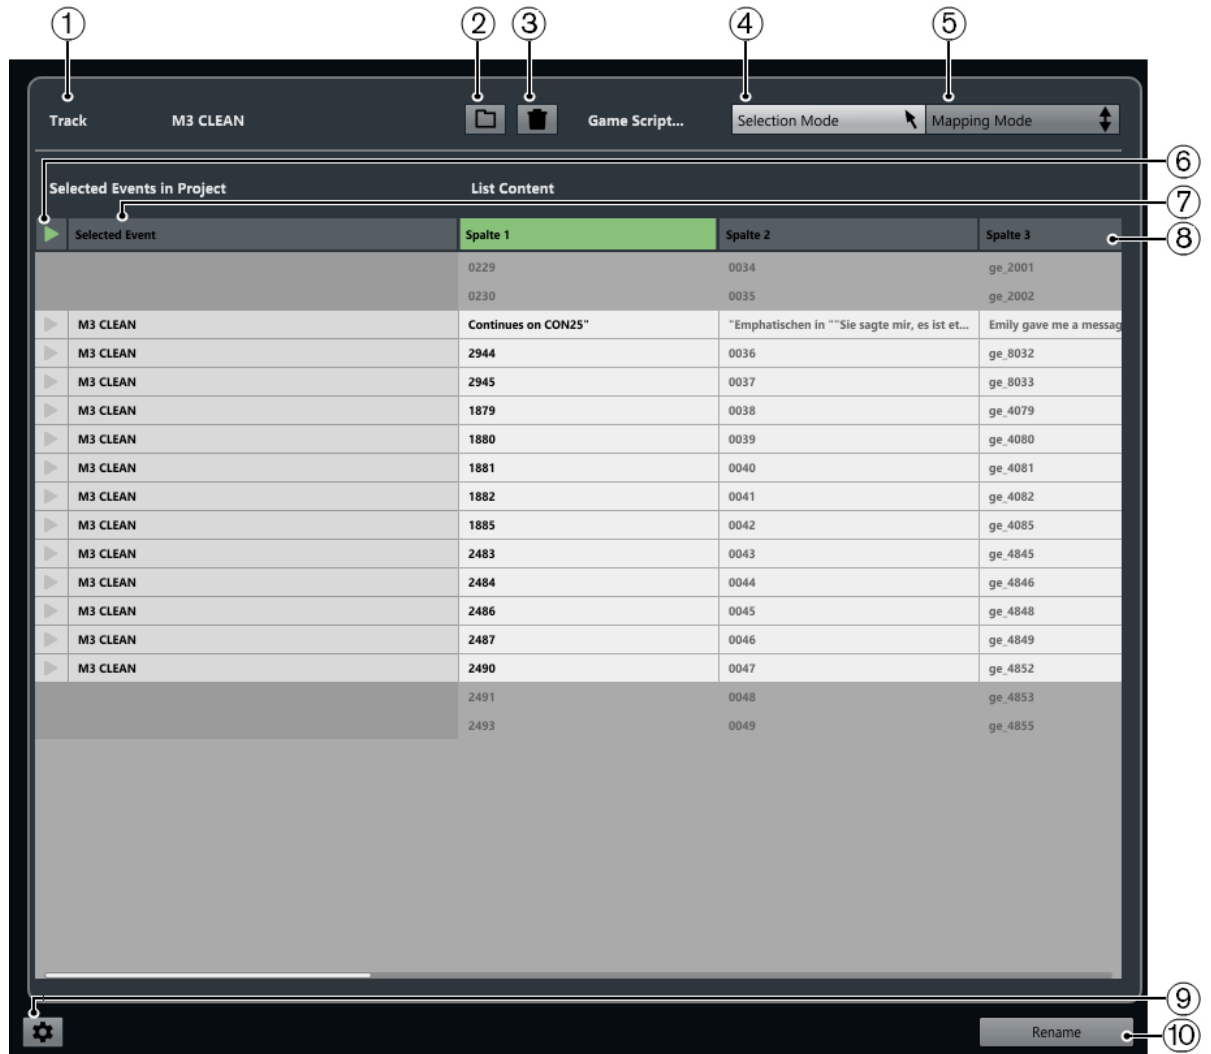 1 2 3 4 5
Track M3 CLEAN Game Script... Selection Mode Mapping Mode
6
Selected Events in Project List Content
7
Selected Event Spalte 1 Spalte 2 Spalte 3
8
0229 0034 ge_2001
0230 0035 ge_2002
M3 CLEAN Continues on CON25" "Emphatischen in ""Sie sagte mir, es ist et... Emily gave me a messag
M3 CLEAN 2944 0036 ge_8032
M3 CLEAN 2945 0037 ge_8033
M3 CLEAN 1879 0038 ge_4079
M3 CLEAN 1880 0039 ge_4080
M3 CLEAN 1881 0040 ge_4081
M3 CLEAN 1882 0041 ge_4082
M3 CLEAN 1885 0042 ge_4085
M3 CLEAN 2483 0043 ge_4845
M3 CLEAN 2484 0044 ge_4846
M3 CLEAN 2486 0045 ge_4848
M3 CLEAN 2487 0046 ge_4849
M3 CLEAN 2490 0047 ge_4852
2491 0048 ge_4853
2493 0049 ge_4855
9
Rename 10